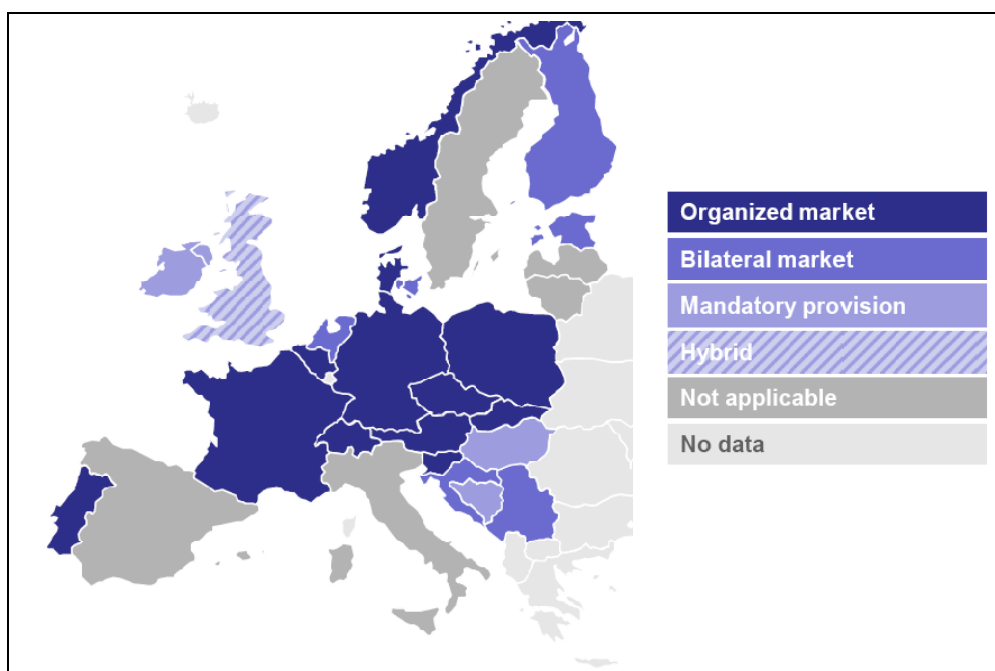 Organized market
Bilateral market
Mandatory provision
Hybrid
Not applicable
No data